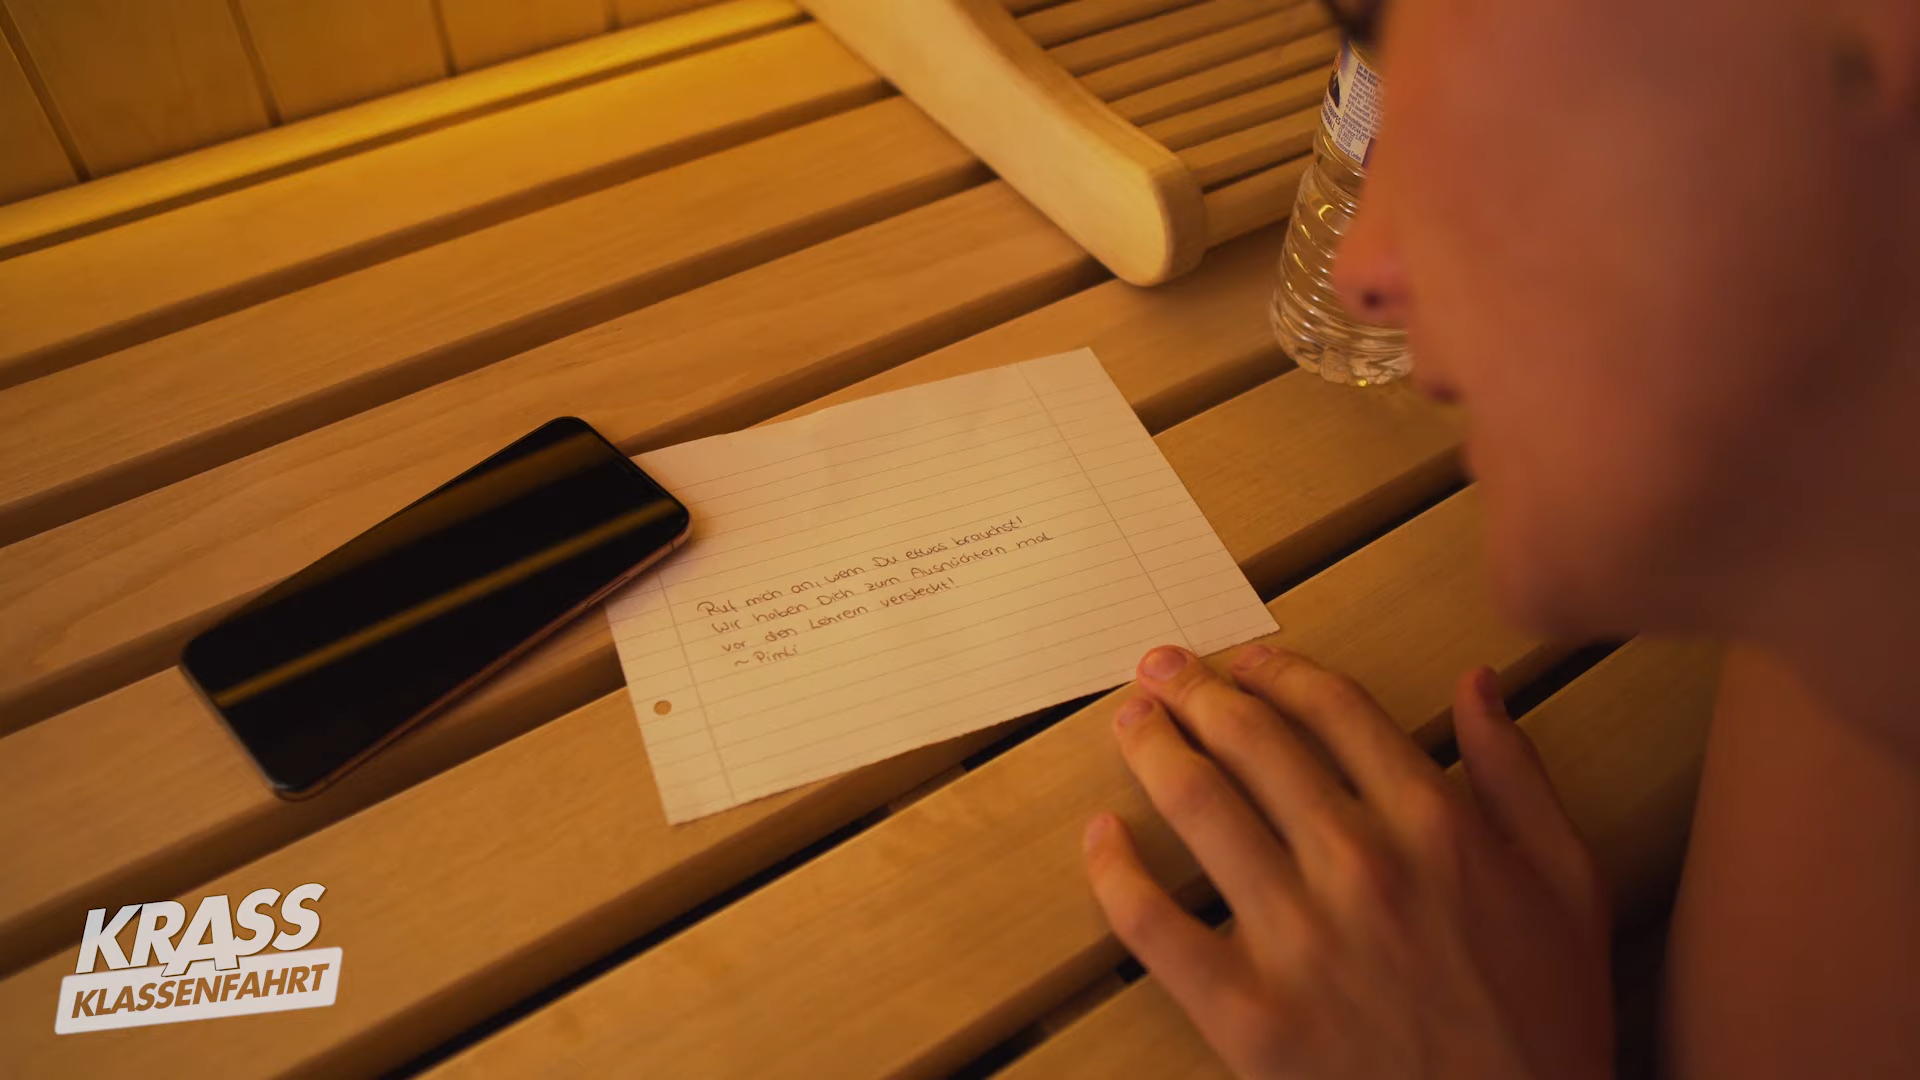 Ruf mich an, wenn Du etwas brauchst!
Wir haben Dich zum Ausnüchtern mal
vor den Lehrern versteckt!
~ Pimli
KRASS
KLASSENFAHRT